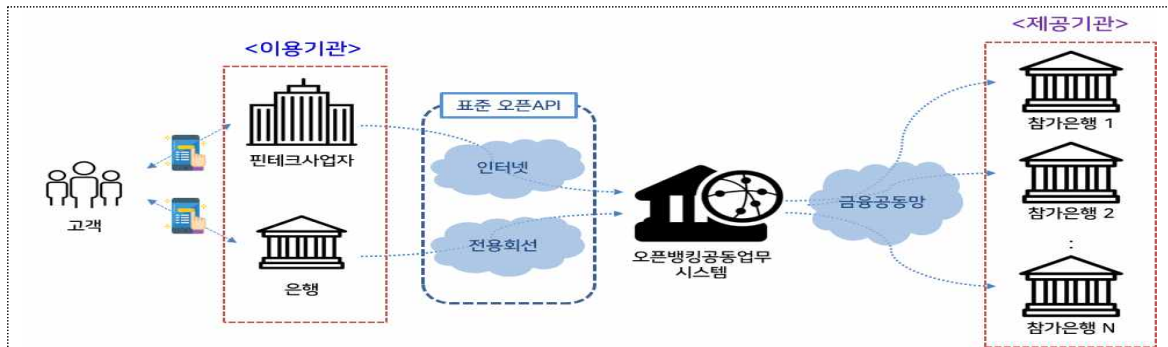 <이용기관>
<제공기관>
표준 오픈API
핀테크사업자
인터넷
고객
전용회선
은행
오픈뱅킹공동업무
시스템
금융공동망
참가은행 1
참가은행 2
:
참가은행 N